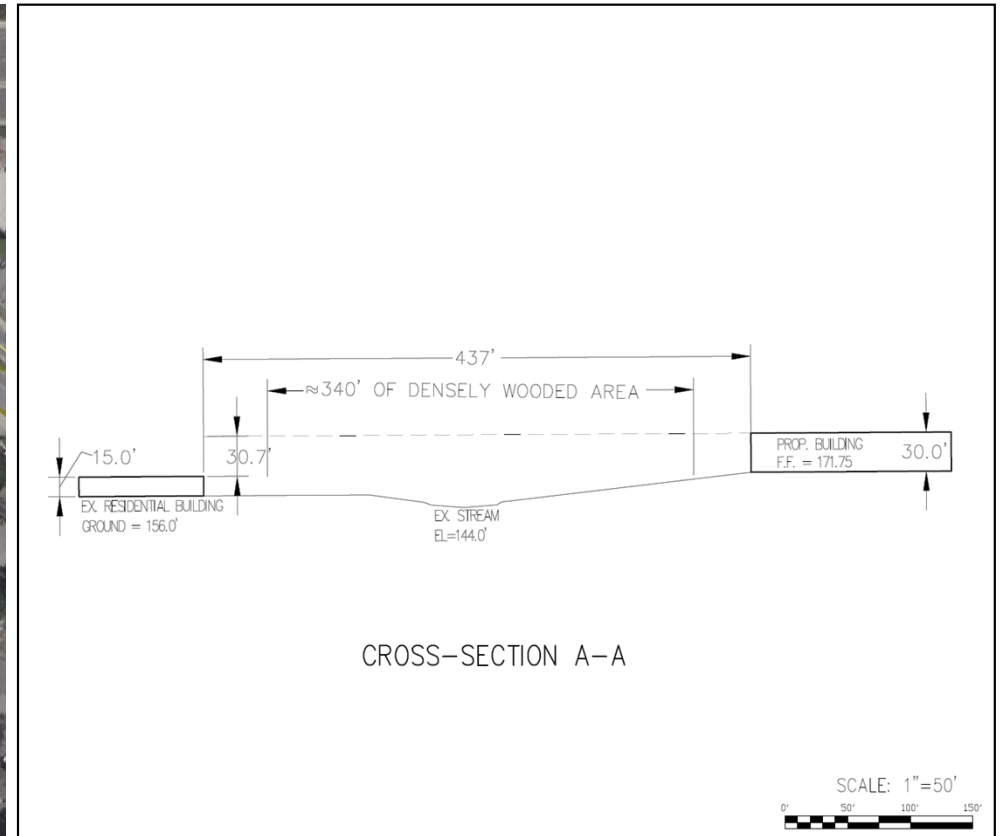 437'
≈340' OF DENSELY WOODED AREA
~15.0'
30.7'
PROP. BUILDING
F.F. = 171.75
30.0'
EX. RESIDENTIAL BUILDING
GROUND = 156.0'
EX. STREAM
EL=144.0'
CROSS-SECTION A-A
SCALE: 1"=50'
0' 50' 100' 150'